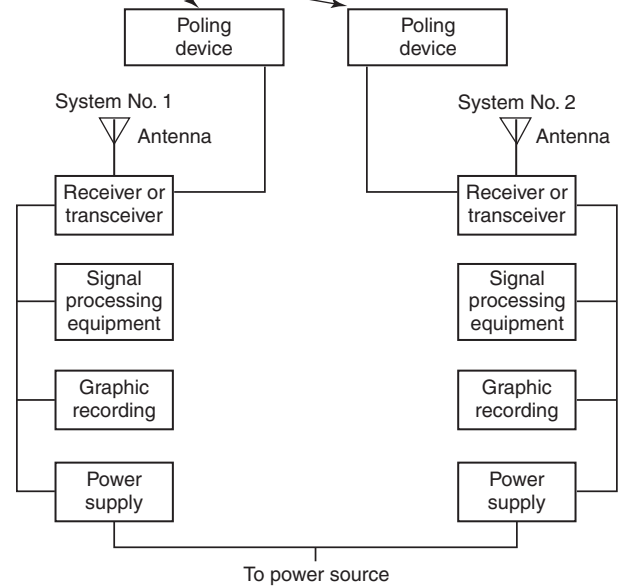 Poling
device
Poling
device
System No. 1
System No. 2
Antenna
Antenna
Receiver or
transceiver
Receiver or
transceiver
Signal
processing
equipment
Signal
processing
equipment
Graphic
recording
Graphic
recording
Power
supply
Power
supply
To power source